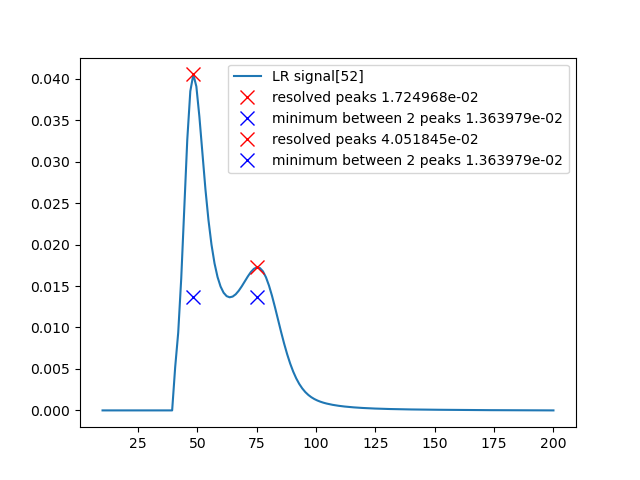 LR signal[52]
resolved peaks 1.724968e-02
minimum between 2 peaks 1.363979e-02
resolved peaks 4.051845e-02
minimum between 2 peaks 1.363979e-02
0.040
0.035
0.030
0.025
0.020
0.015
0.010
0.005
0.000
25 50 75 100 125 150 175 200